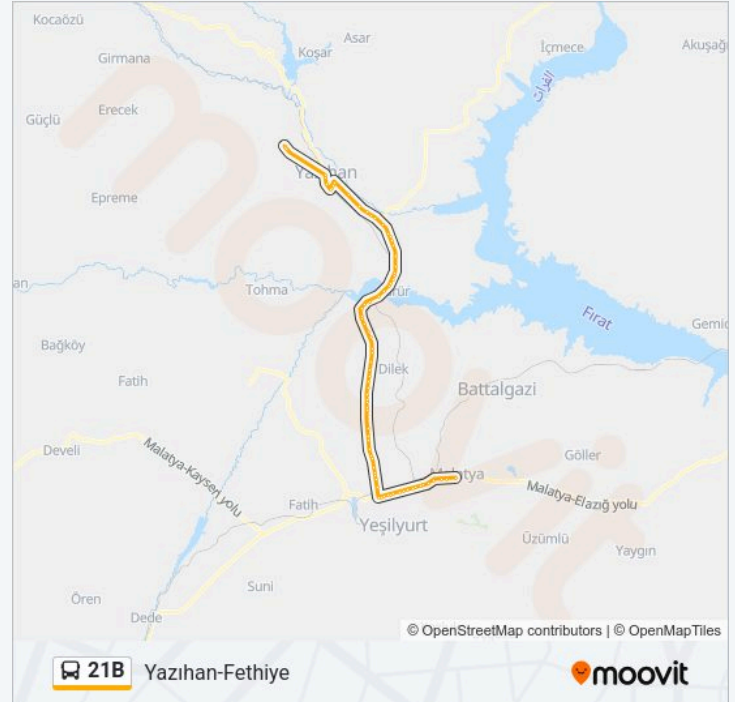 Kocaözü
Asar
Koşar
İçmece
Akuşağı
Girmana
الفرات
Güçlü
Erecek
Yazıhan
Epreme
Tohma
Fırat
Gemic
Bağköy
Dilek
Fatih
Battalgazi
Develi
Malatya-Kayseri yolu
Göller
Malatya
Malatya-Elazığ yolu
Fatih
Yeşilyurt
Üzümlü
Yaygın
Suni
Ören
Dede
moovit
© OpenStreetMap contributors | © OpenMapTiles
21B Yazıhan-Fethiye
moovit